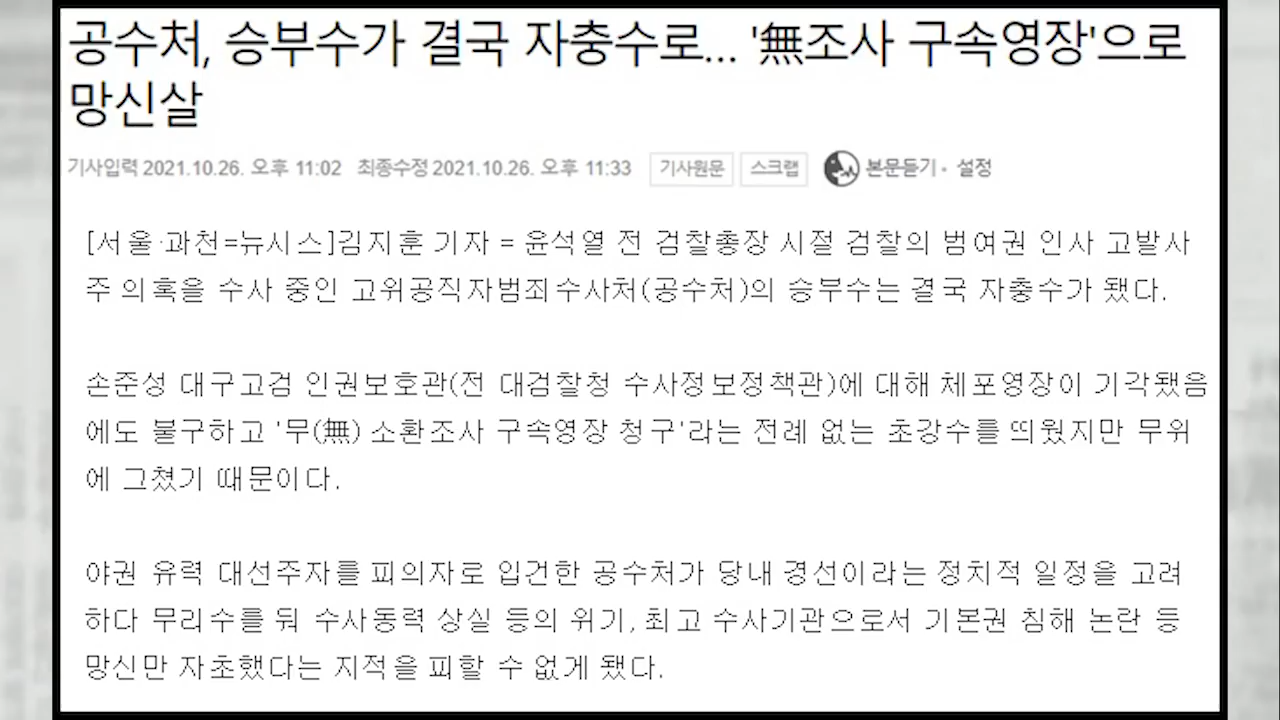 공수처, 승부수가 결국 자충수로... '無조사 구속영장'으로
망신살
기사입력 2021.10.26. 오후 11:02 최종수정 2021.10.26. 오후 11:33 기사원문 스크랩 본문듣기 · 설정
[서울·과천=뉴시스]김지훈 기자 = 윤석열 전 검찰총장 시절 검찰의 범여권 인사 고발사
주 의혹을 수사 중인 고위공직자범죄수사처(공수처)의 승부수는 결국 자충수가 됐다.
손준성 대구고검 인권보호관(전 대검찰청 수사정보정책관)에 대해 체포영장이 기각됐음
에도 불구하고 '무(無) 소환조사 구속영장 청구'라는 전례 없는 초강수를 띄웠지만 무위
에 그쳤기 때문이다.
야권 유력 대선주자를 피의자로 입건한 공수처가 당내 경선이라는 정치적 일정을 고려
하다 무리수를 둬 수사동력 상실 등의 위기, 최고 수사기관으로서 기본권 침해 논란 등
망신만 자초했다는 지적을 피할 수 없게 됐다.